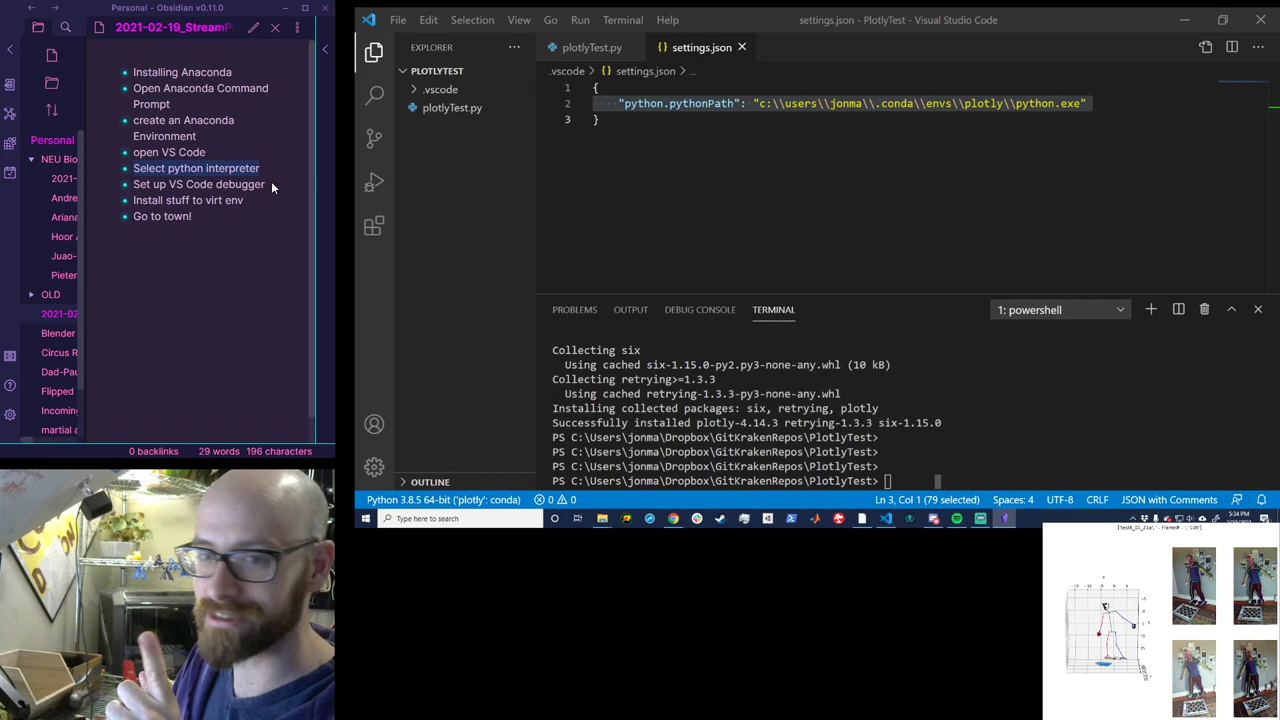 Personal - Obsidian v0.11.0
2021-02-19_StreamP
Installing Anaconda
Open Anaconda Command
Prompt
create an Anaconda
Environment
open VS Code
Select python interpreter
Set up VS Code debugger
Install stuff to virt env
Go to town!
Personal
NEU Bio
2021-
Andre
Ariana
Hoor
Juao-
Pieter
OLD
2021-02
Blender
Circus R
Dad-Pau
Flipped
Incoming
martial a
0 backlinks 29 words 196 characters
File Edit Selection View Go Run Terminal Help settings.json - PlotlyTest - Visual Studio Code
EXPLORER
PLOTLYTEST
.vscode
plotlyTest.py
OUTLINE
plotlyTest.py {} settings.json
.vscode > {} settings.json > ...
1 {
2 "python.pythonPath": "c:\\users\\jonma\\.conda\\envs\\plotly\\python.exe"
3 }
PROBLEMS OUTPUT DEBUG CONSOLE TERMINAL 1: powershell
Collecting six
Using cached six-1.15.0-py2.py3-none-any.whl (10 kB)
Collecting retrying>=1.3.3
Using cached retrying-1.3.3-py3-none-any.whl
Installing collected packages: six, retrying, plotly
Successfully installed plotly-4.14.3 retrying-1.3.3 six-1.15.0
PS C:\Users\jonma\Dropbox\GitKrakenRepos\PlotlyTest>
PS C:\Users\jonma\Dropbox\GitKrakenRepos\PlotlyTest>
PS C:\Users\jonma\Dropbox\GitKrakenRepos\PlotlyTest>
PS C:\Users\jonma\Dropbox\GitKrakenRepos\PlotlyTest>
Python 3.8.5 64-bit ('plotly': conda) 0 0 Ln 3, Col 1 (79 selected) Spaces: 4 UTF-8 CRLF JSON with Comments
Type here to search
5:34 PM